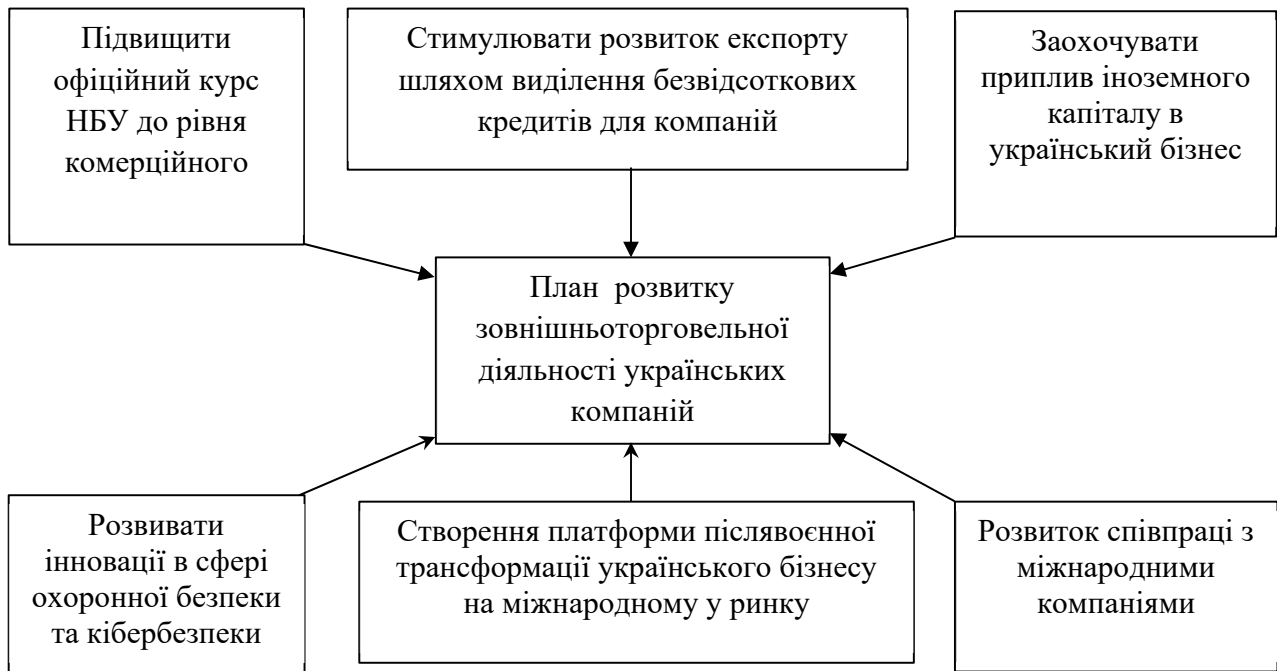 Підвищити
офіційний курс
НБУ до рівня
комерційного
Стимулювати розвиток експорту
шляхом виділення безвідсоткових
кредитів для компаній
Заохочувати
приплив іноземного
капіталу в
український бізнес
План розвитку
зовнішньоторговельної
діяльності українських
компаній
Розвивати
інновації в сфері
охоронної безпеки
та кібербезпеки
Створення платформи післявоєнної
трансформації українського бізнесу
на міжнародному у ринку
Розвиток співпраці з
міжнародними
компаніями